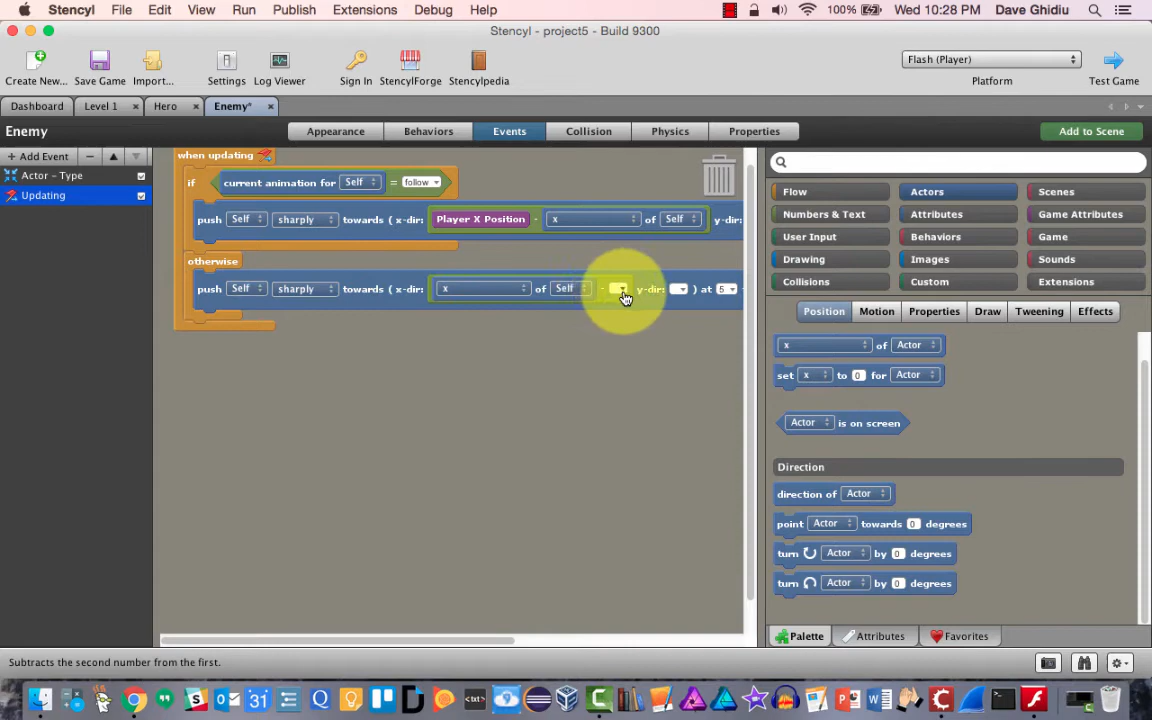 Stencyl File Edit View Run Publish Extensions Debug Help 100% Wed 10:28 PM Dave Ghidiu
Stencyl - project5 - Build 9300
Create New... Save Game Import... Settings Log Viewer Sign In StencylForge Stencylpedia Flash (Player) Platform Test Game
Dashboard Level 1 × Hero × Enemy* ×
Enemy Appearance Behaviors Events Collision Physics Properties Add to Scene
+ Add Event
Actor - Type
Updating
when updating
if current animation for Self = follow
push Self sharply towards ( x-dir: Player X Position - x of Self y-dir:
otherwise
push Self sharply towards ( x-dir: x of Self - y-dir: ) at 5
Flow Actors Scenes
Numbers & Text Attributes Game Attributes
User Input Behaviors Game
Drawing Images Sounds
Collisions Custom Extensions
Position Motion Properties Draw Tweening Effects
x of Actor
set x to 0 for Actor
Actor is on screen
Direction
direction of Actor
point Actor towards 0 degrees
turn Actor by 0 degrees
turn Actor by 0 degrees
Palette Attributes Favorites
Subtracts the second number from the first.
31
<txt>